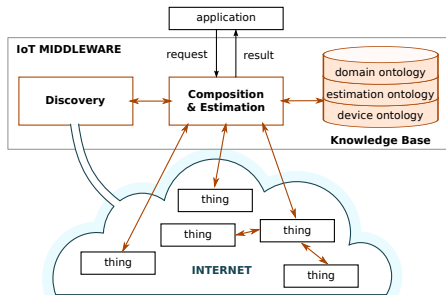 application
request
result
IoT MIDDLEWARE
Discovery
Composition
& Estimation
domain ontology
estimation ontology
device ontology
Knowledge Base
thing
thing
thing
thing
thing
INTERNET